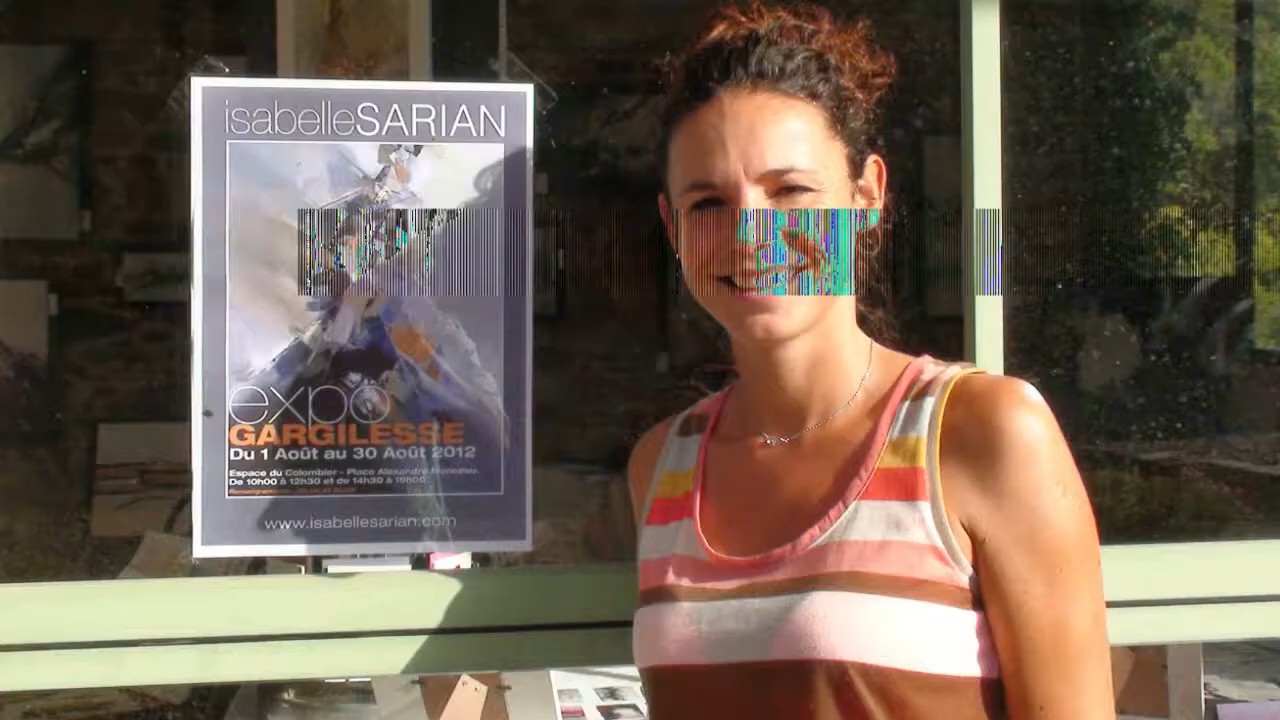 isabelleSARIAN
expo
GARGILESSE
Du 1 Août au 30 Août 2012
Espace du Colombier - Place Alexandre
De 10h00 à 12h30 et de 14h30 à 19h00
www.isabellesarian.com